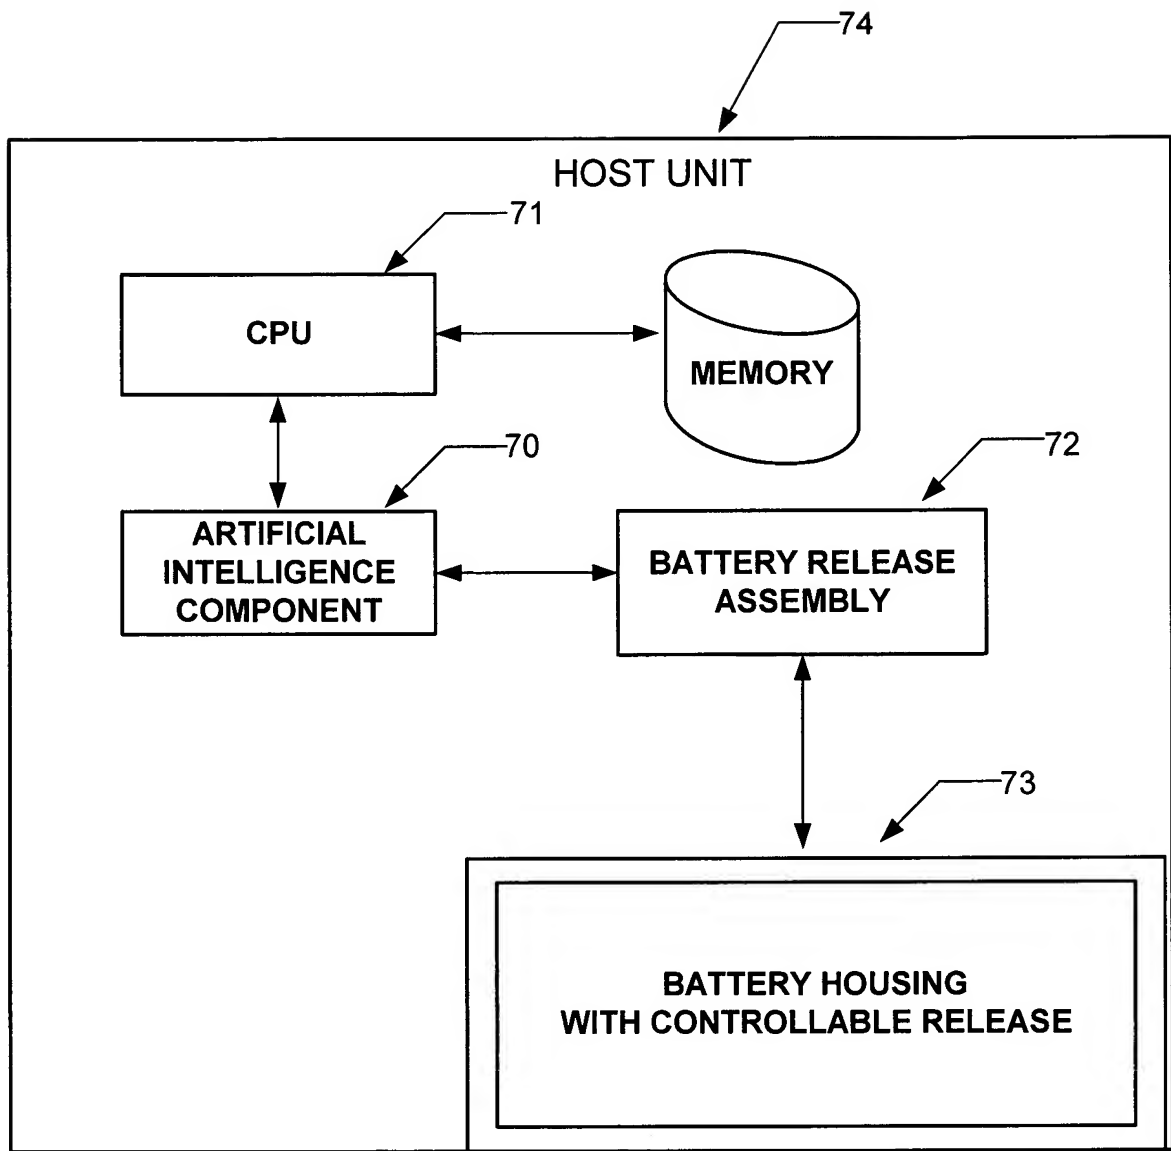 74
HOST UNIT
71
CPU
MEMORY
70
ARTIFICIAL
INTELLIGENCE
COMPONENT
72
BATTERY RELEASE
ASSEMBLY
73
BATTERY HOUSING
WITH CONTROLLABLE RELEASE